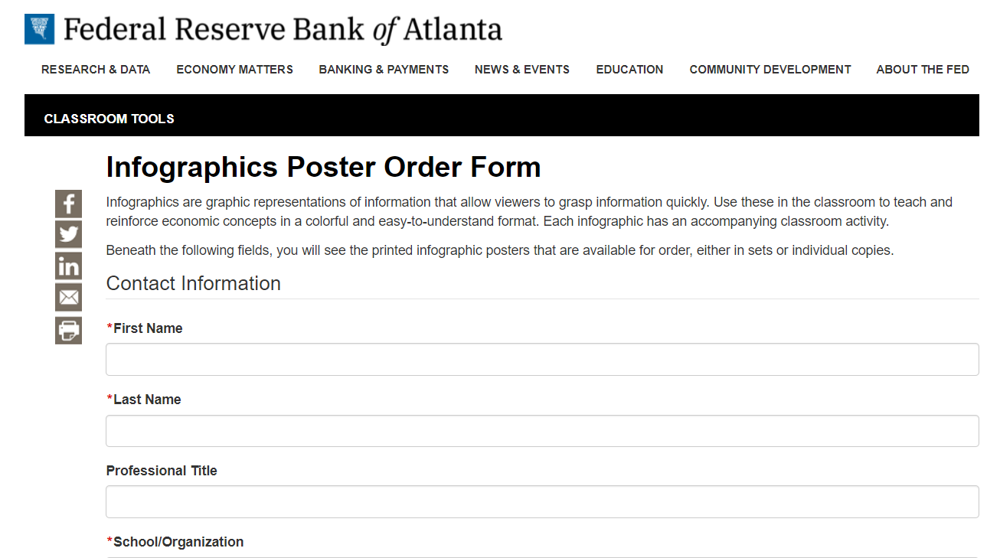 Federal Reserve Bank of Atlanta
RESEARCH & DATA ECONOMY MATTERS BANKING & PAYMENTS NEWS & EVENTS EDUCATION COMMUNITY DEVELOPMENT ABOUT THE FED
CLASSROOM TOOLS
Infographics Poster Order Form
Infographics are graphic representations of information that allow viewers to grasp information quickly. Use these in the classroom to teach and
reinforce economic concepts in a colorful and easy-to-understand format. Each infographic has an accompanying classroom activity.
Beneath the following fields, you will see the printed infographic posters that are available for order, either in sets or individual copies.
Contact Information
*First Name
*Last Name
Professional Title
*School/Organization